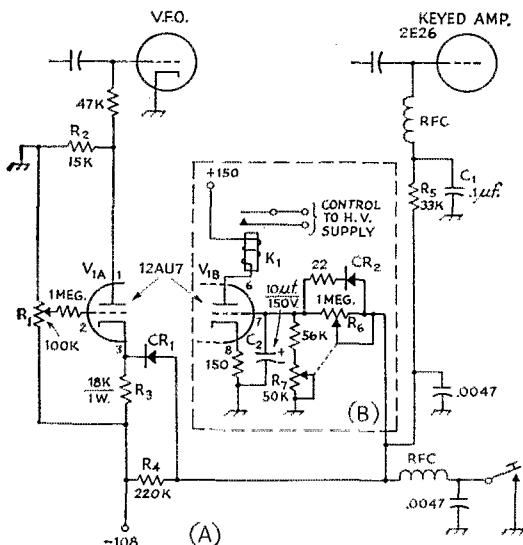 V.F.O.
KEYED AMP.
2E26
47K
RFC
R2
15K
C1
.1µf.
R5
33K
+150
CONTROL
TO H.V.
SUPPLY
K1
V1A
1
12AU7
V1B
6
22
CR2
10µf
150V.
1MEG.
R1
1 MEG.
2
100K
3
CR1
7
R6
8
C2
+
56K
150
R7
50K
18K
1W.
R3
(B)
.0047
R4
220K
RFC
.0047
-108
(A)